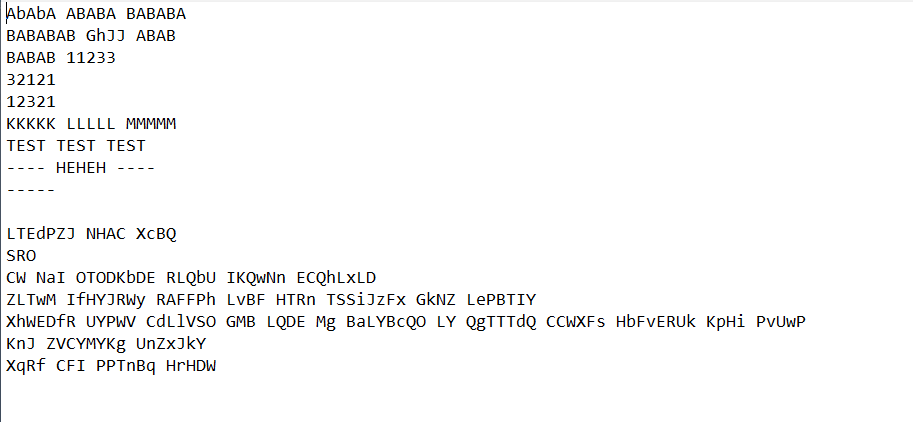 AbAbA ABABA BABABA
BABABAB GhJJ ABAB
BABAB 11233
32121
12321
KKKKK LLLLL MMMMM
TEST TEST TEST
---- HEHEH ----
-----

LTEdPZJ NHAC XcBQ
SRO
CW NaI OTODKbDE RLQbU IKQwNn ECQhLxLD
ZLTwM IfHYJRWy RAFFPh LvBF HTRn TSSiJzFx GkNZ LePBTIY
XhWEDfR UYPWV CdLlVSO GMB LQDE Mg BaLYBcQO LY QgTTTdQ CCWXFs HbFvERUk KpHi PvUwP
KnJ ZVCYMYKg UnZxJkY
XqRf CFI PPTnBq HrHDW